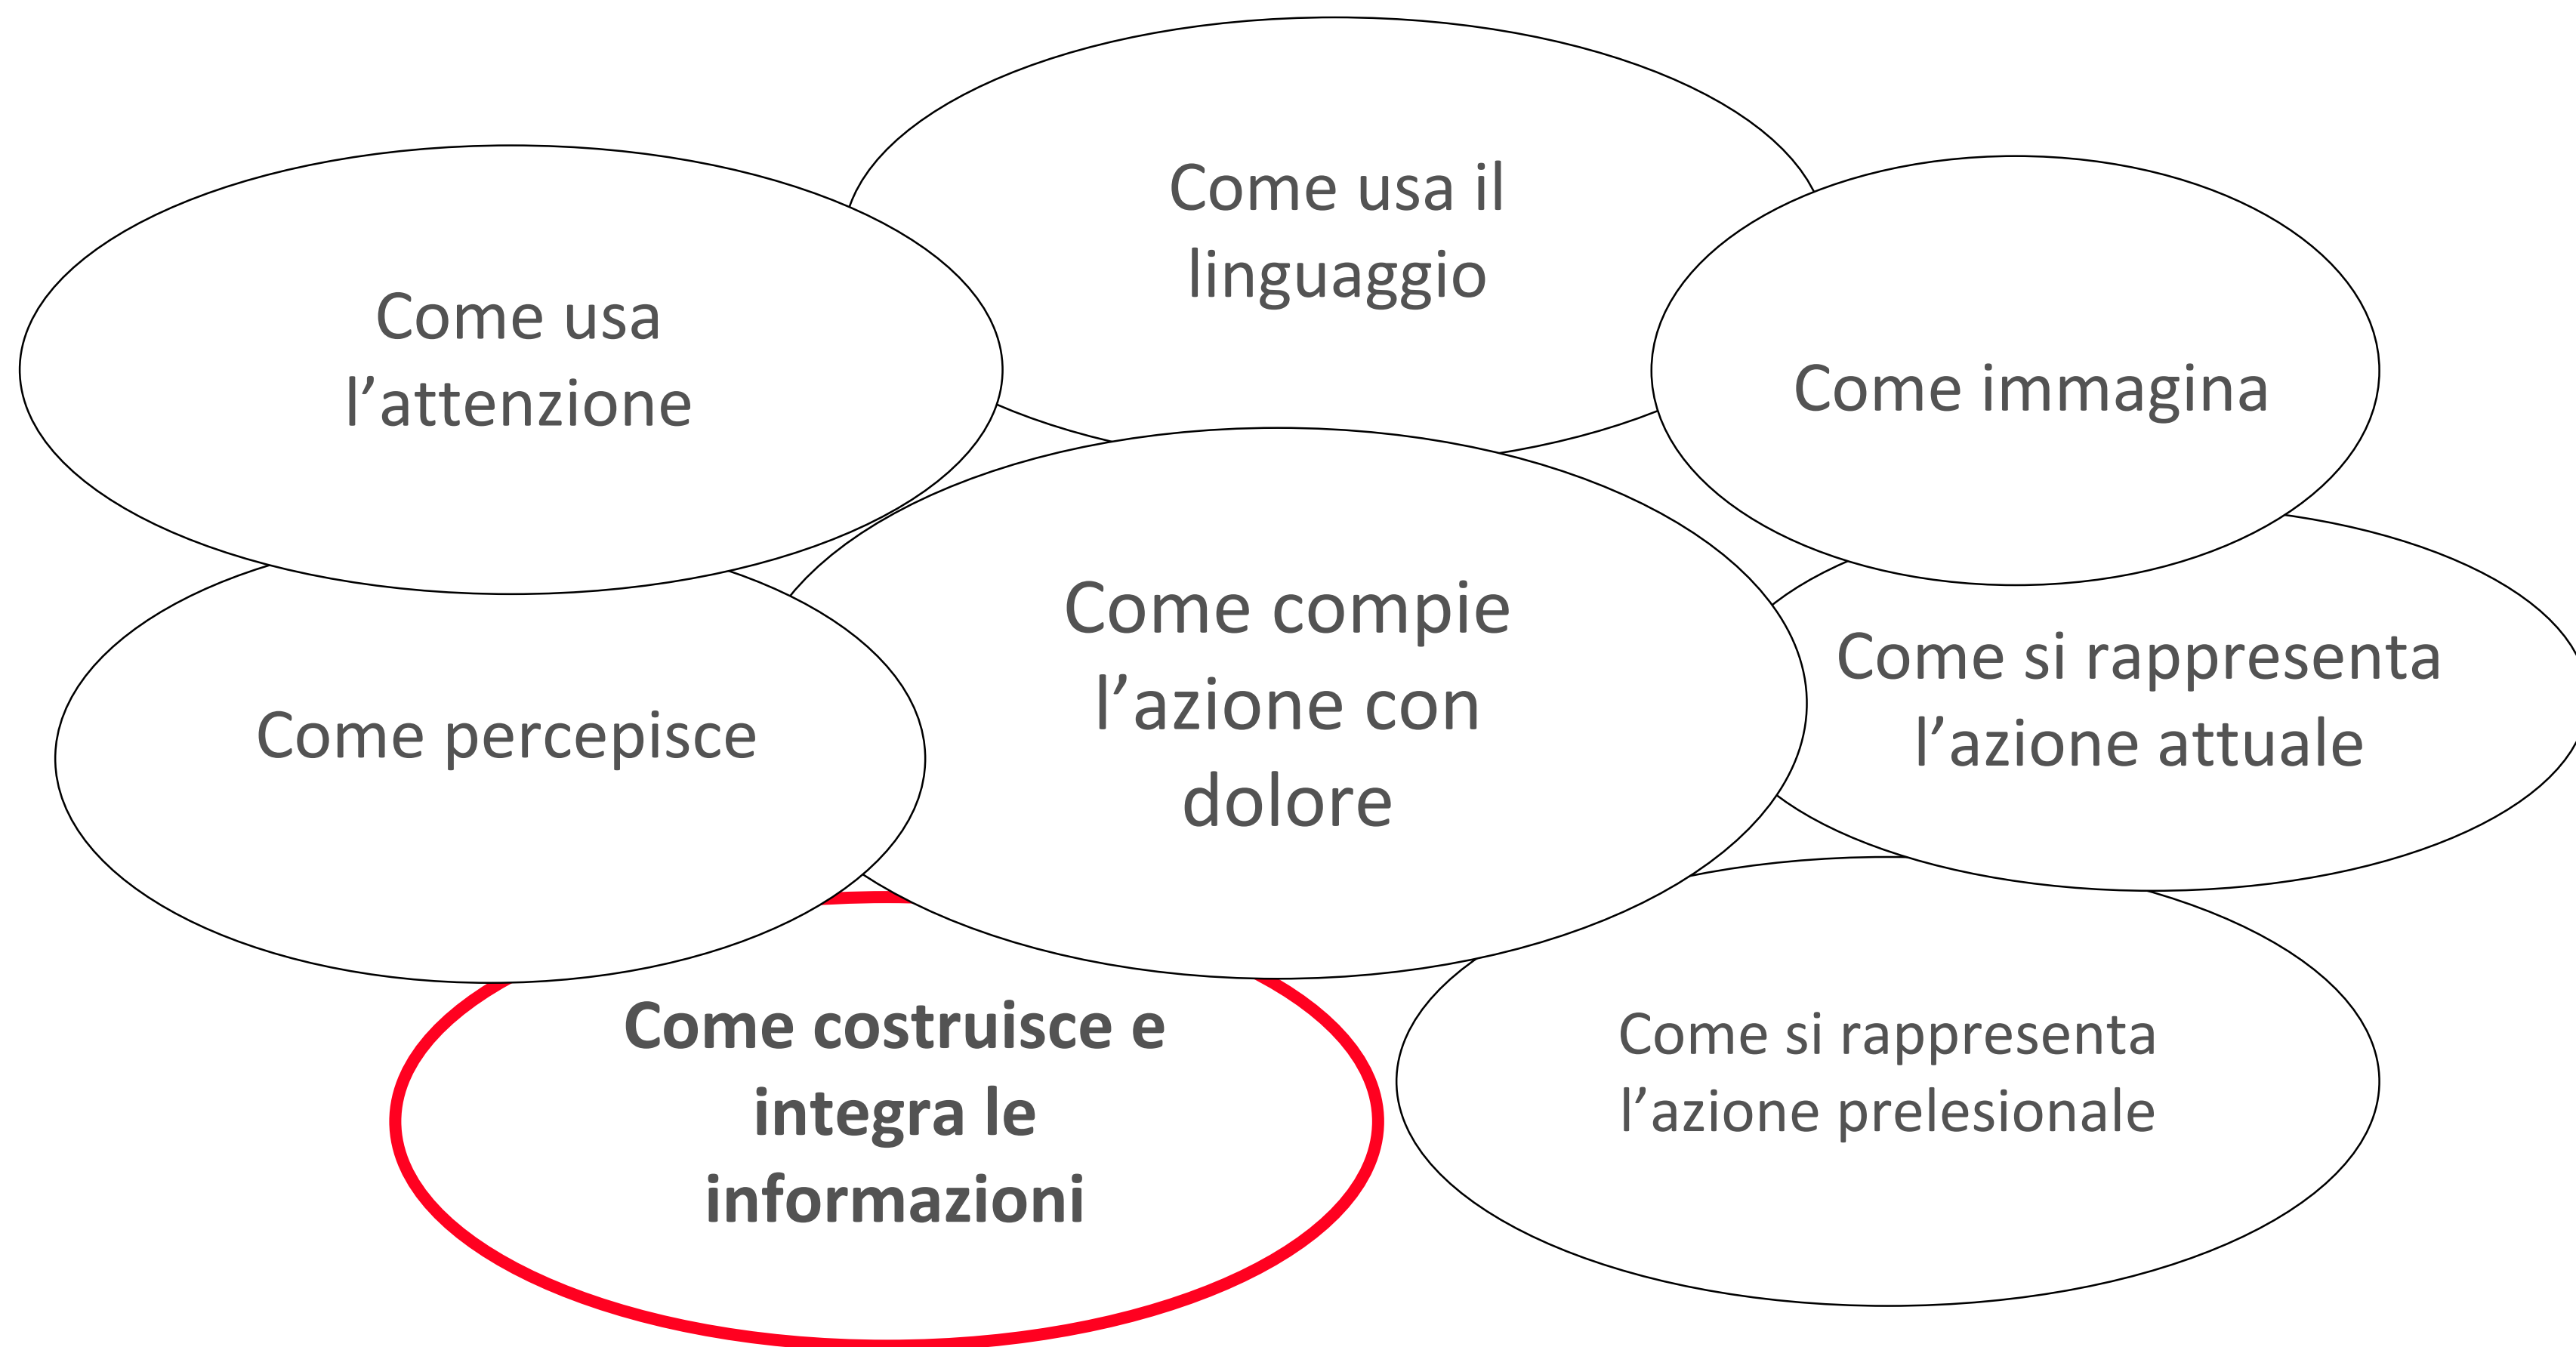 Come usa il
linguaggio
Come usa
l’attenzione
Come immagina
Come compie
l’azione con
dolore
Come si rappresenta
l’azione attuale
Come percepisce
Come costruisce e
integra le
informazioni
Come si rappresenta
l’azione prelesionale